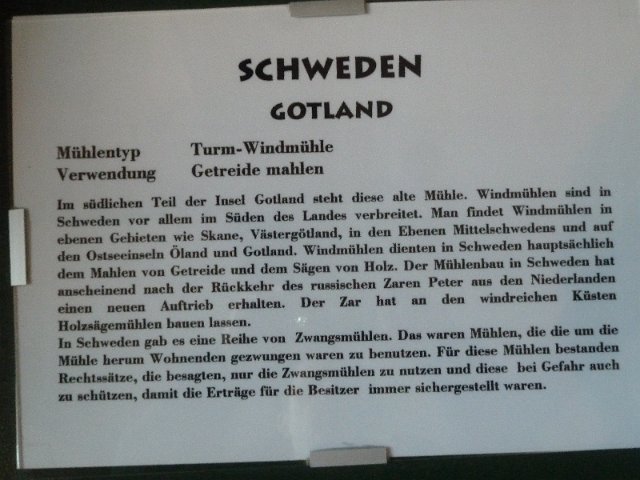 SCHWEDEN
GOTLAND
Mühlentyp Turm-Windmühle
Verwendung Getreide mahlen
Im südlichen Teil der Insel Gotland steht diese alte Mühle. Windmühlen sind in
Schweden vor allem im Süden des Landes verbreitet. Man findet Windmühlen in
ebenen Gebieten wie Skane, Västergötland, in den Ebenen Mittelschwedens und auf
den Ostseeinseln Öland und Gotland. Windmühlen dienten in Schweden hauptsächlich
dem Mahlen von Getreide und dem Sägen von Holz. Der Mühlenbau in Schweden hat
anscheinend nach der Rückkehr des russischen Zaren Peter aus den Niederlanden
einen neuen Auftrieb erhalten. Der Zar hat an den windreichen Küsten
Holzsägemühlen bauen lassen.
In Schweden gab es eine Reihe von Zwangsmühlen. Das waren Mühlen, die die um die
Mühle herum Wohnenden gezwungen waren zu benutzen. Für diese Mühlen bestanden
Rechtssätze, die besagten, nur die Zwangsmühlen zu nutzen und diese bei Gefahr auch
zu schützen, damit die Erträge für die Besitzer immer sichergestellt waren.